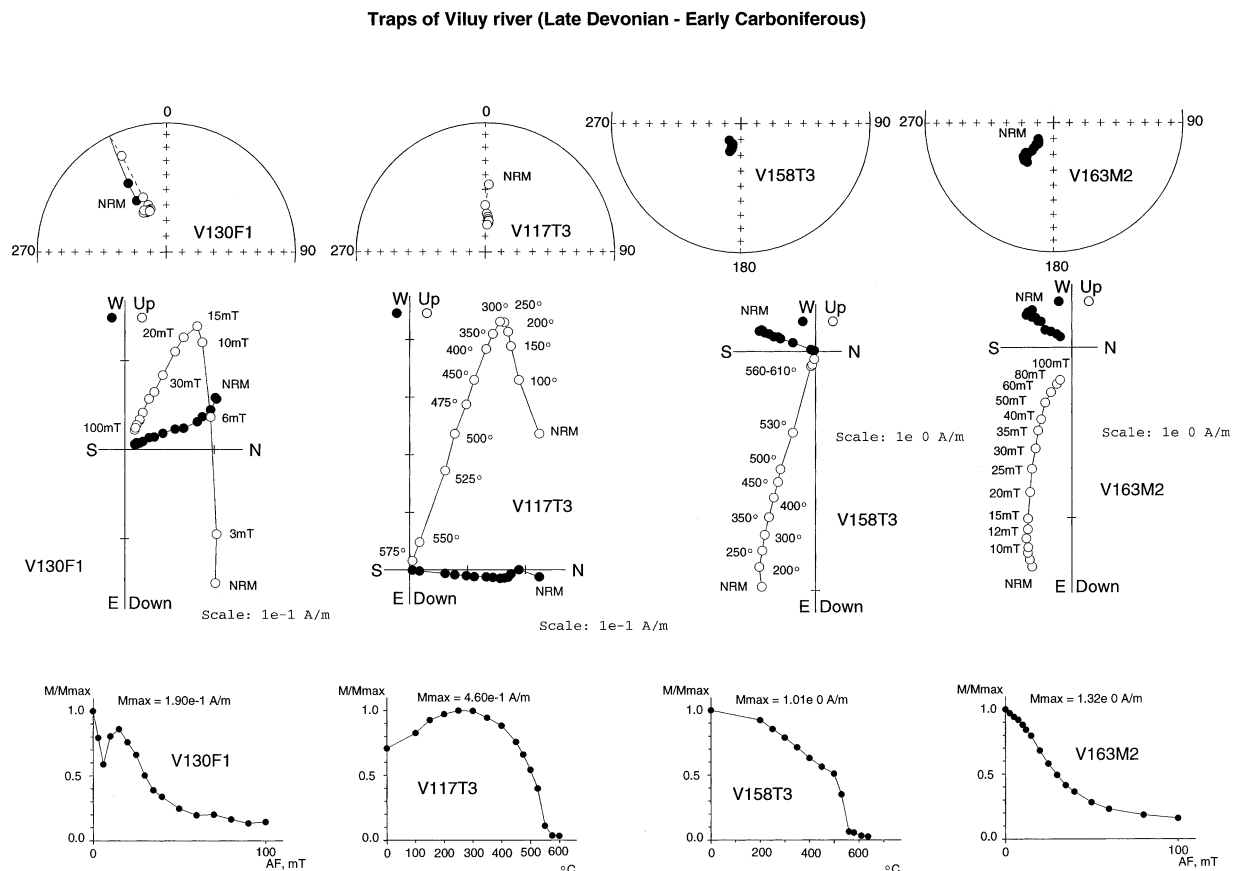 Traps of Viluy river (Late Devonian - Early Carboniferous)
0
NRM
V130F1
270
90
0
NRM
V117T3
270
90
270
90
V158T3
180
270
90
NRM
V163M2
180
W Up
15mT
20mT
10mT
30mT
NRM
6mT
100mT
S
N
3mT
V130F1
NRM
E Down
Scale: 1e-1 A/m
W Up
300° 250°
350° 200°
400° 150°
450° 100°
475°
NRM
500°
525°
V117T3
550°
575°
S
N
NRM
E Down
Scale: 1e-1 A/m
NRM
W Up
S
N
560-610°
530°
Scale: 1e 0 A/m
500°
450°
400°
350°
V158T3
300°
250°
200°
NRM
E Down
W Up
NRM
S
N
100mT
80mT
60mT
50mT
40mT
35mT
Scale: 1e 0 A/m
30mT
25mT
20mT
V163M2
15mT
12mT
10mT
NRM
E Down
M/Mmax
Mmax = 1.90e-1 A/m
1.0
V130F1
0.5
0.0
0
100
AF, mT
M/Mmax
Mmax = 4.60e-1 A/m
1.0
V117T3
0.5
0.0
0 100 200 300 400 500 600
°C
M/Mmax
Mmax = 1.01e 0 A/m
1.0
0.5
V158T3
0.0
0 200 400 600
°C
M/Mmax
Mmax = 1.32e 0 A/m
1.0
V163M2
0.5
0.0
0
100
AF, mT